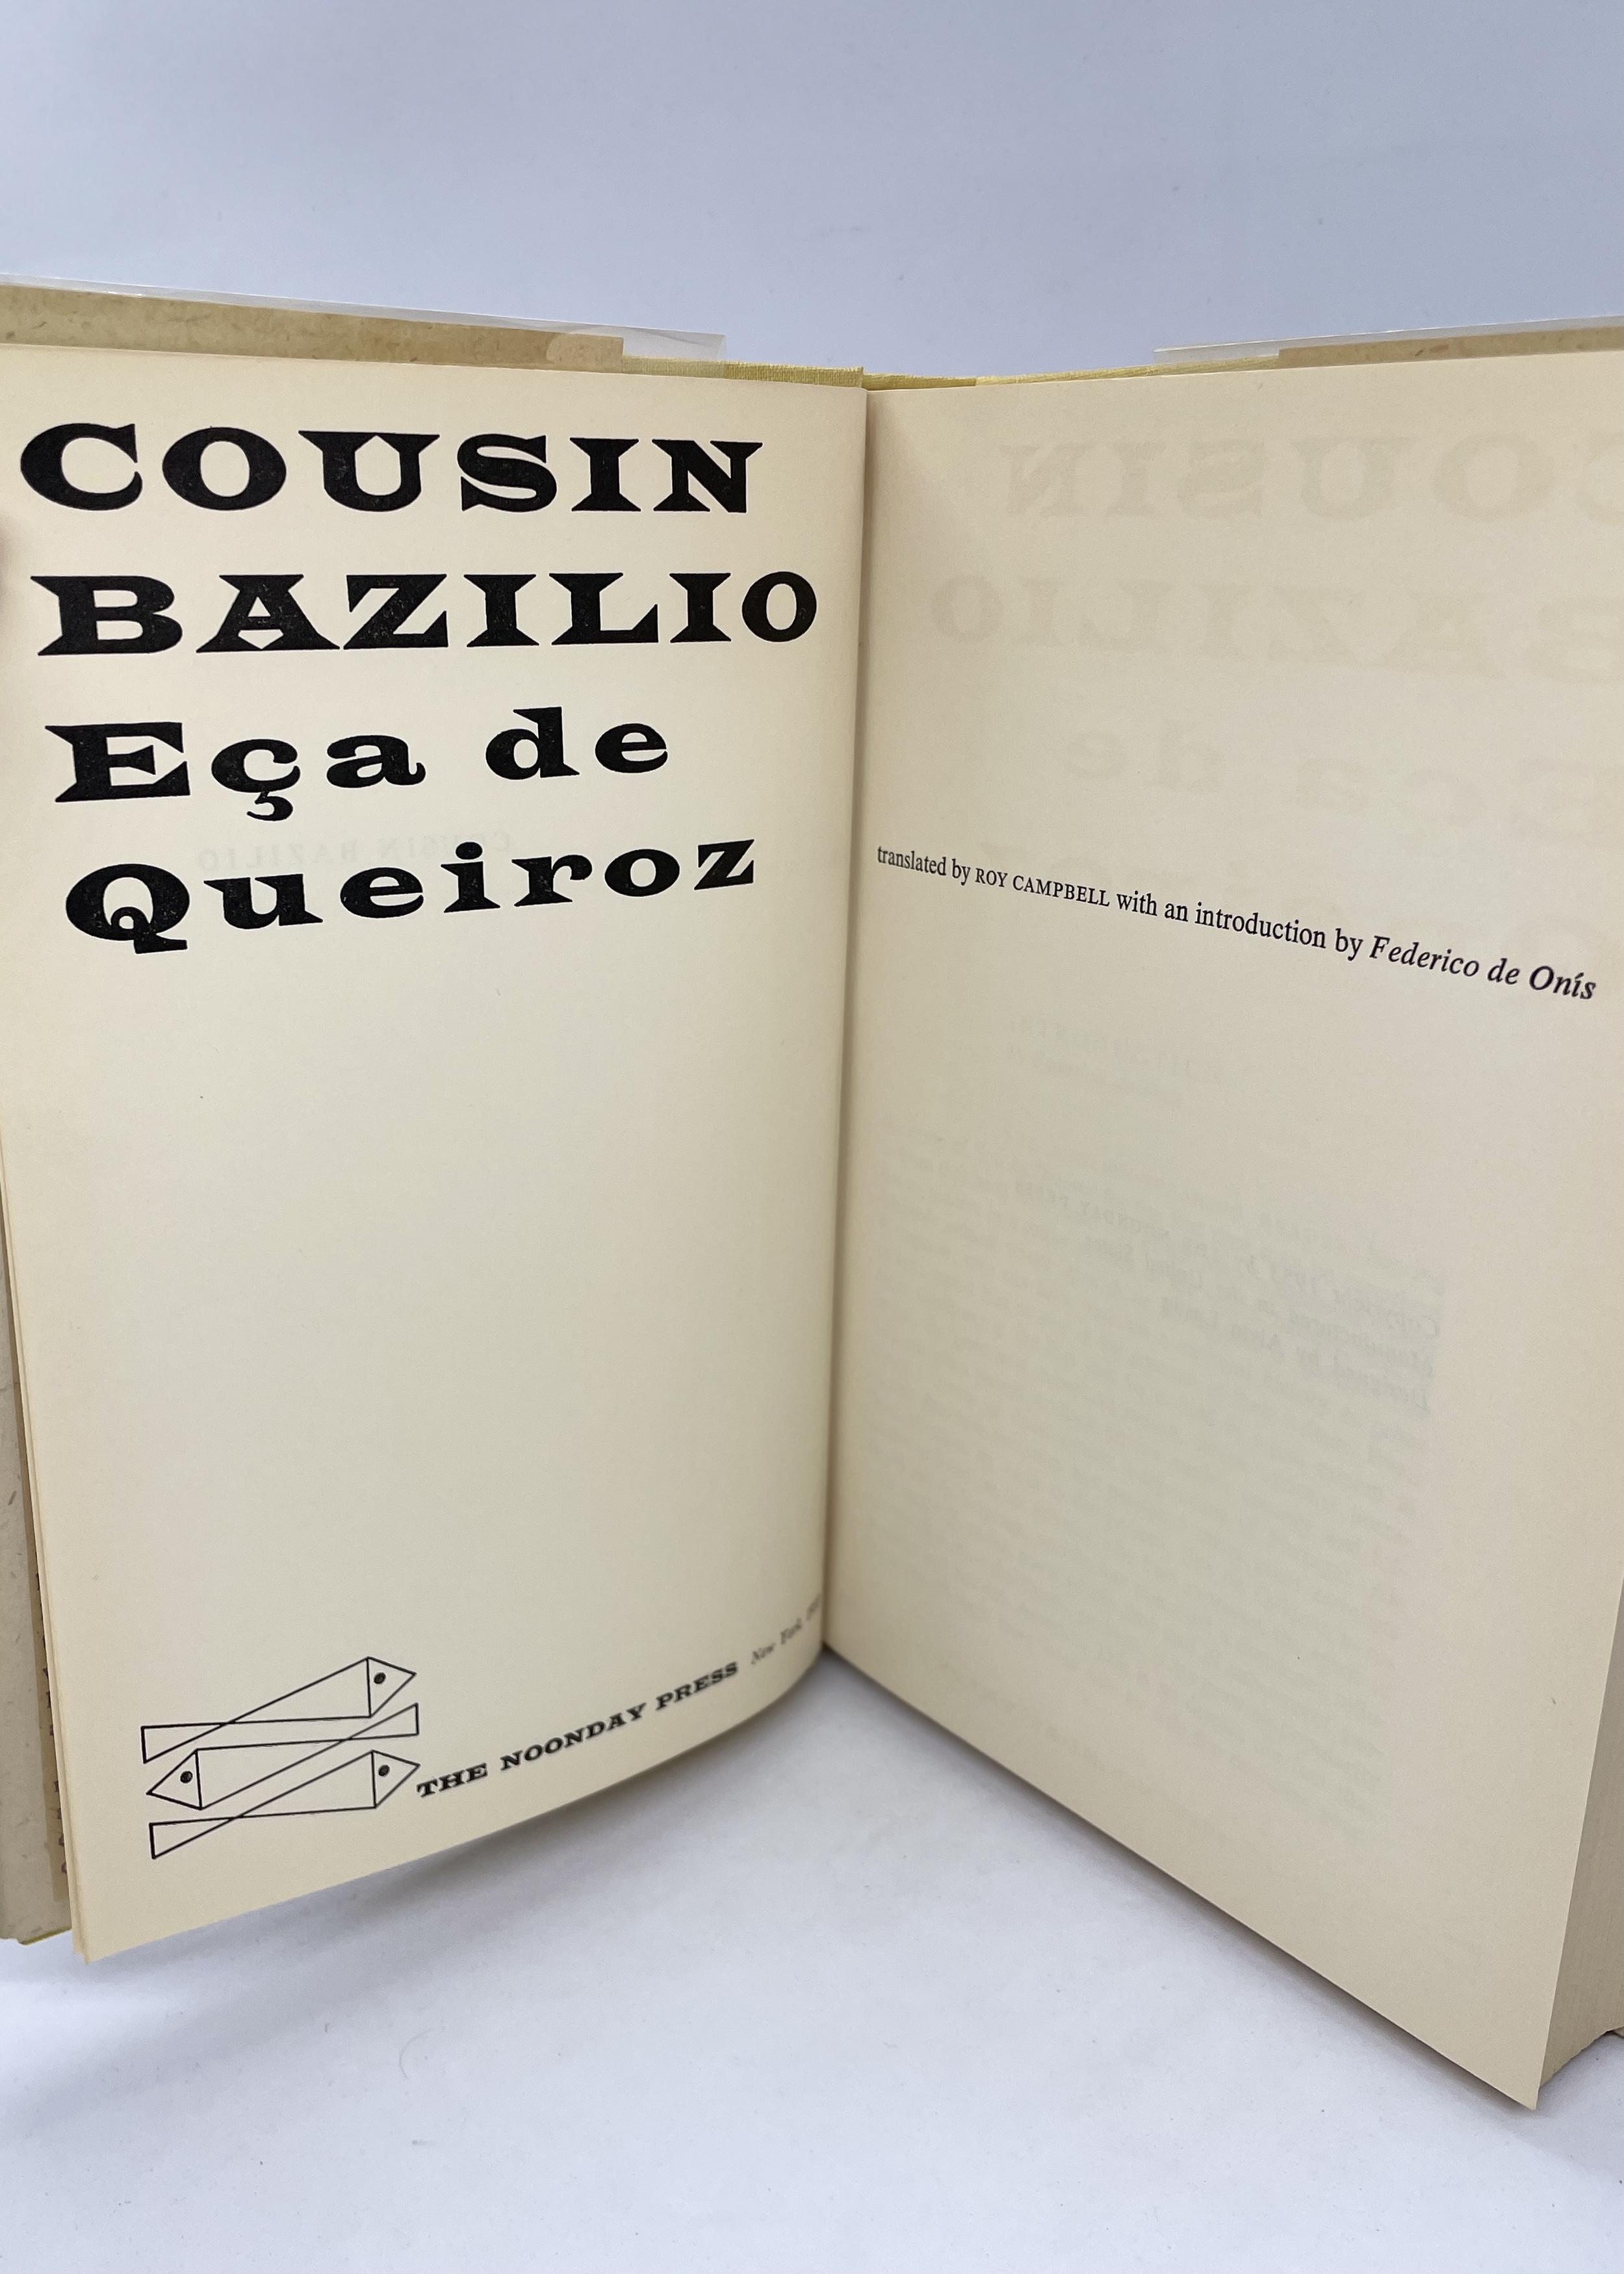 COUSIN
BAZILIO
Eça de
Queiroz
THE NOONDAY PRESS New York
translated by ROY CAMPBELL with an introduction by Federico de Onís